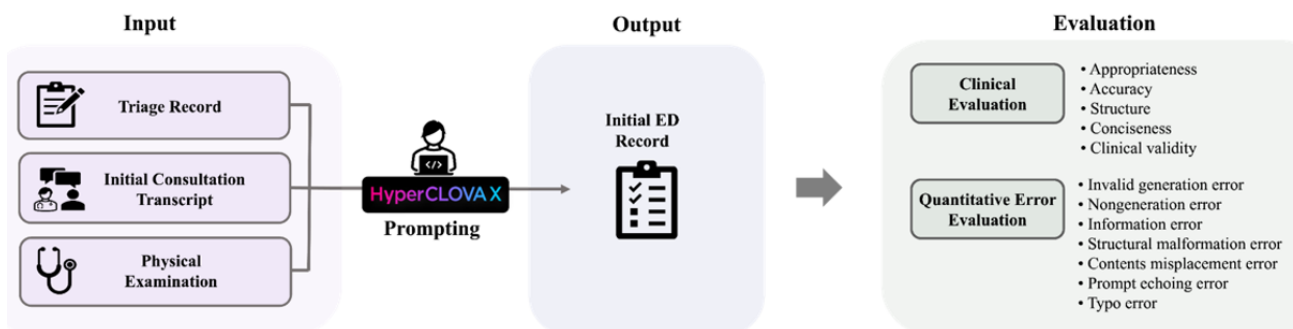 Input
Triage Record
Initial Consultation
Transcript
Physical
Examination
</>
HyperCLOVA X
Prompting
Output
Initial ED
Record
Evaluation
Clinical
Evaluation
• Appropriateness
• Accuracy
• Structure
• Conciseness
• Clinical validity
Quantitative Error
Evaluation
• Invalid generation error
• Nongeneration error
• Information error
• Structural malformation error
• Contents misplacement error
• Prompt echoing error
• Typo error